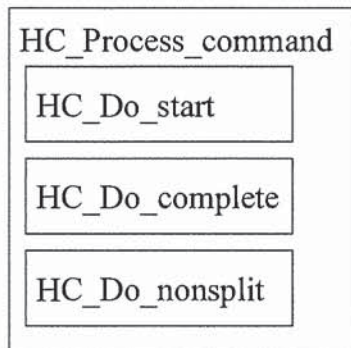 HC_Process_command
HC_Do_start
HC_Do_complete
HC_Do_nonsplit